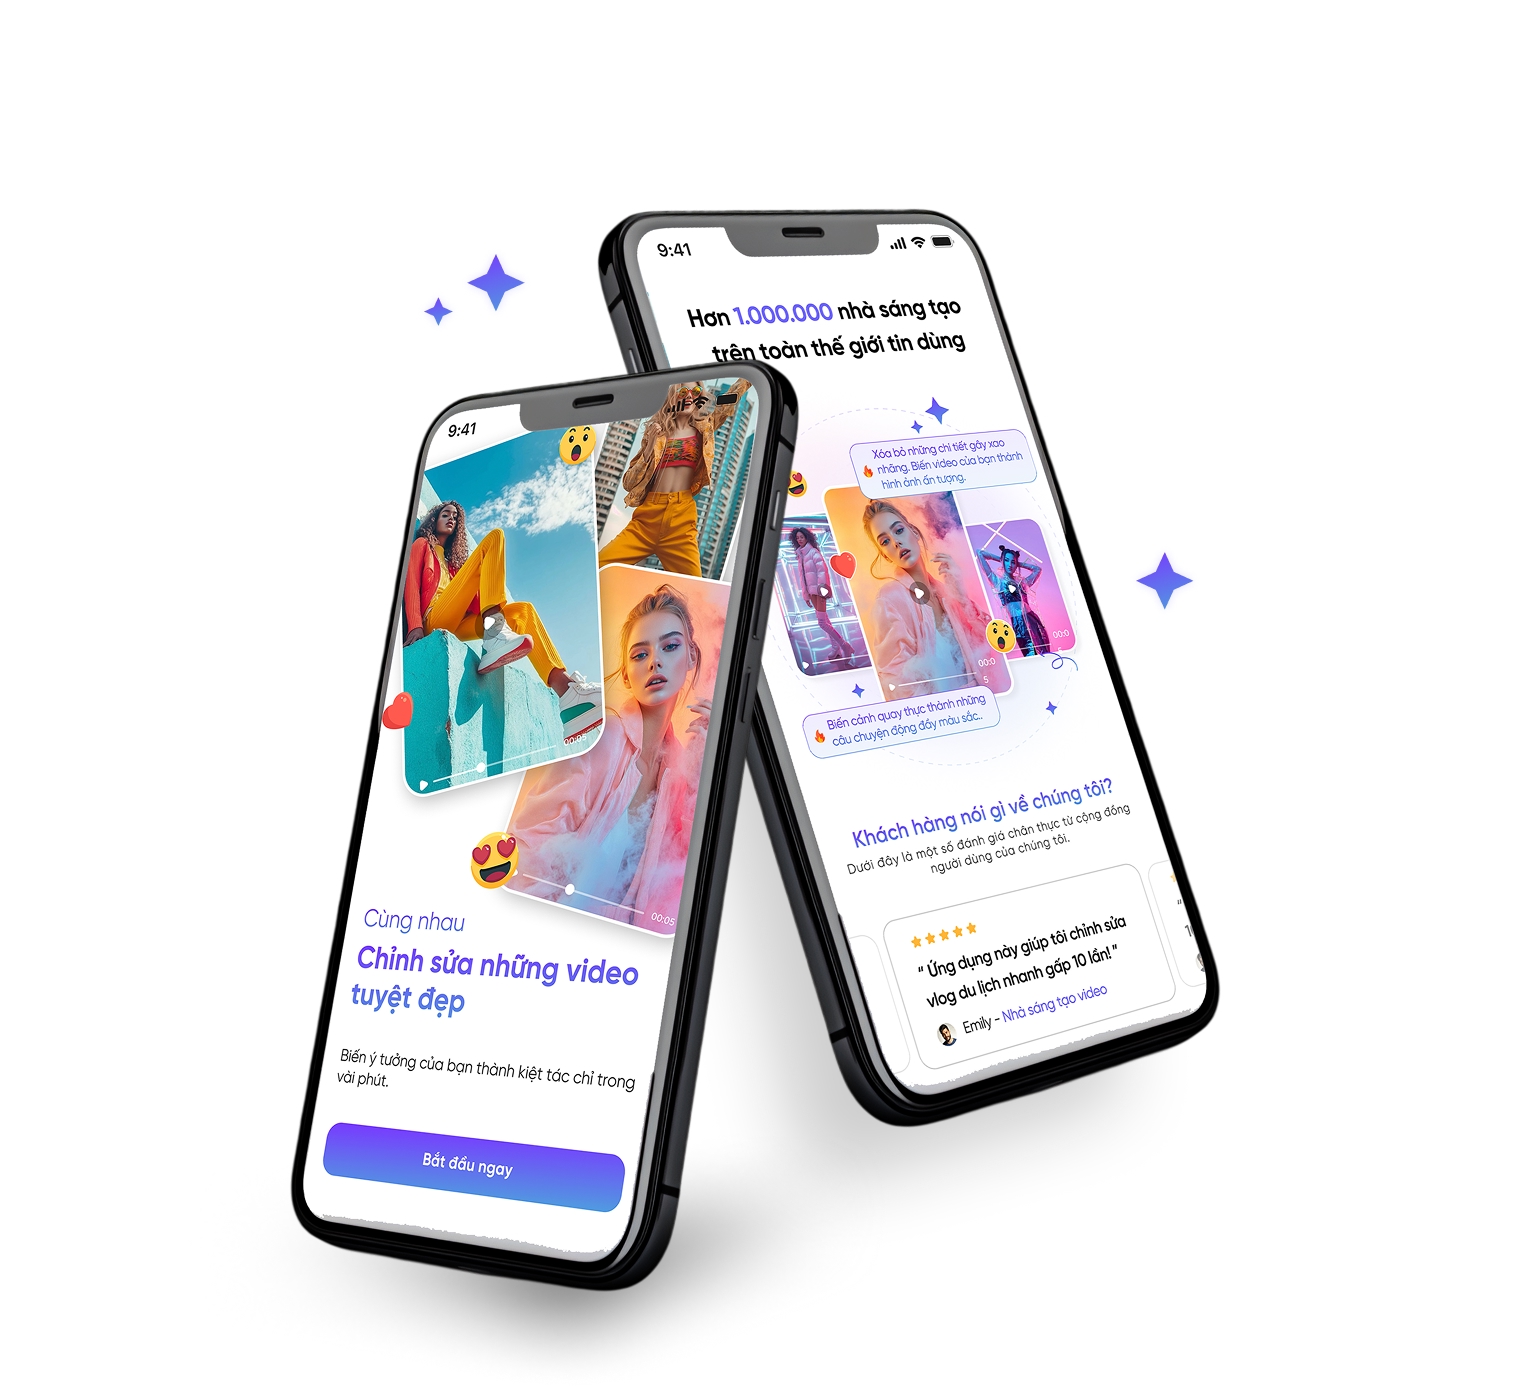 9:41
Hơn 1.000.000 nhà sáng tạo
trên toàn thế giới tin dùng
Xóa bỏ những chi tiết gây xao
nhãng. Biến video của bạn thành
hình ảnh ấn tượng.
00:0
5
00:0
Biến cảnh quay thực thành những
câu chuyện động đầy màu sắc..
Khách hàng nói gì về chúng tôi?
Dưới đây là một số đánh giá chân thực từ cộng đồng
người dùng của chúng tôi.
“ Ứng dụng này giúp tôi chỉnh sửa
vlog du lịch nhanh gấp 10 lần! ”
Emily - Nhà sáng tạo video
9:41
00:05
00:05
Cùng nhau
Chỉnh sửa những video
tuyệt đẹp
Biến ý tưởng của bạn thành kiệt tác chỉ trong
vài phút.
Bắt đầu ngay